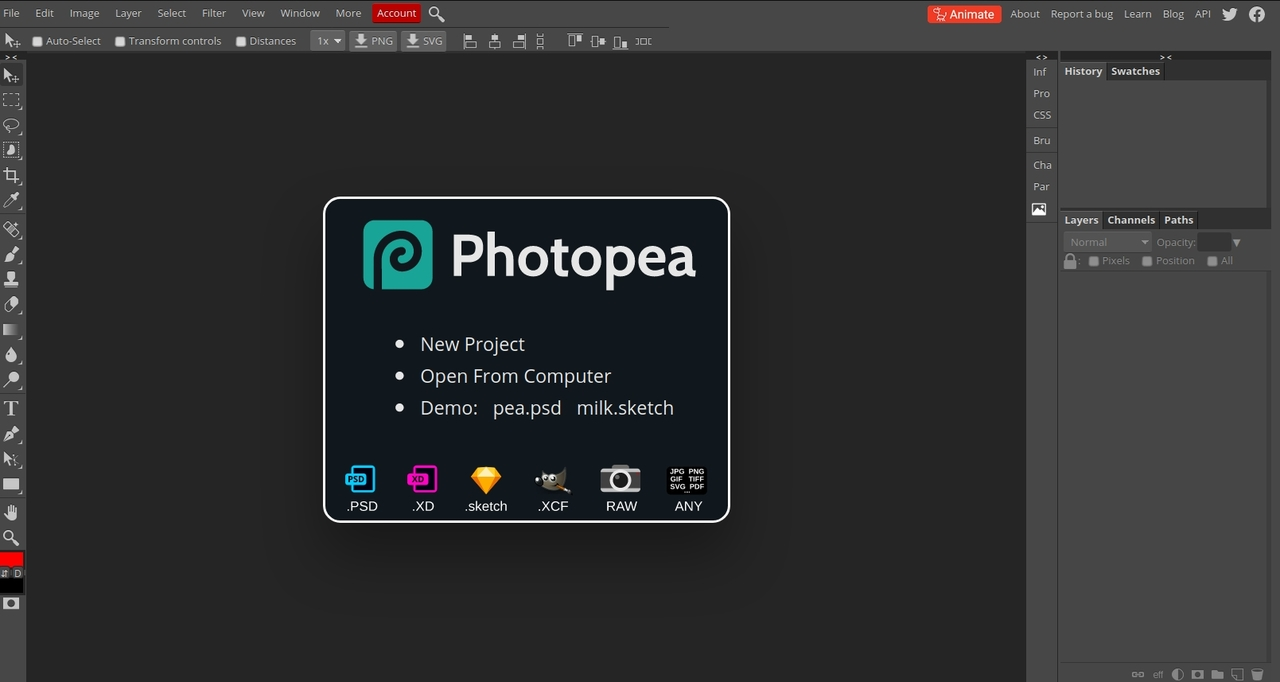 File Edit Image Layer Select Filter View Window More Account
Animate About Report a bug Learn Blog API
Auto-Select Transform controls Distances 1x PNG SVG
> <
< >
> <
Inf
Pro
CSS
Bru
Cha
Par
History Swatches
Photopea
New Project
Open From Computer
Demo: pea.psd milk.sketch
PSD
XD
JPG PNG
GIF TIFF
SVG PDF
...
.PSD .XD .sketch .XCF RAW ANY
Layers Channels Paths
Normal Opacity:
: Pixels Position All
T
D
eff